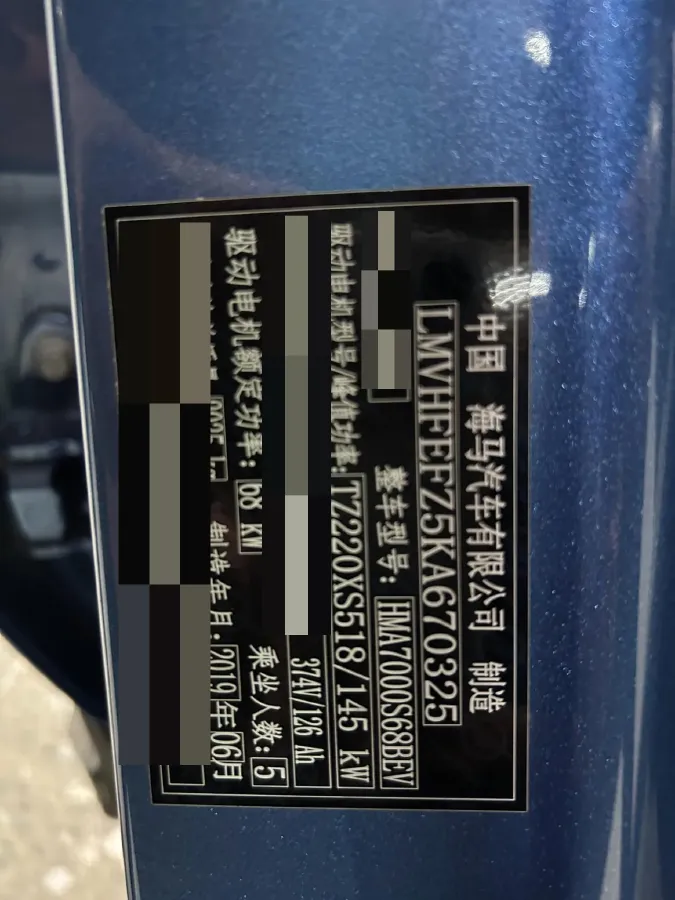 中国 海马汽车有限公司 制造
LMVHFEFZ5KA670325
整车型号：HMA7000S68BEV
驱动电机型号/峰值功率：TZ220XS518/145 kW
374V/126 Ah
驱动电机额定功率：68 KW 乘坐人数：5
制造年月：2019年06月